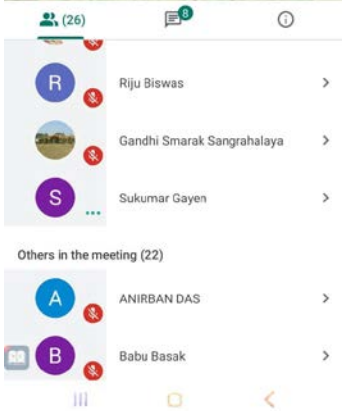 (26)
8
R
Riju Biswas
Gandhi Smarak Sangrahalaya
S
Sukumar Gayen
Others in the meeting (22)
A
ANIRBAN DAS
B
Babu Basak